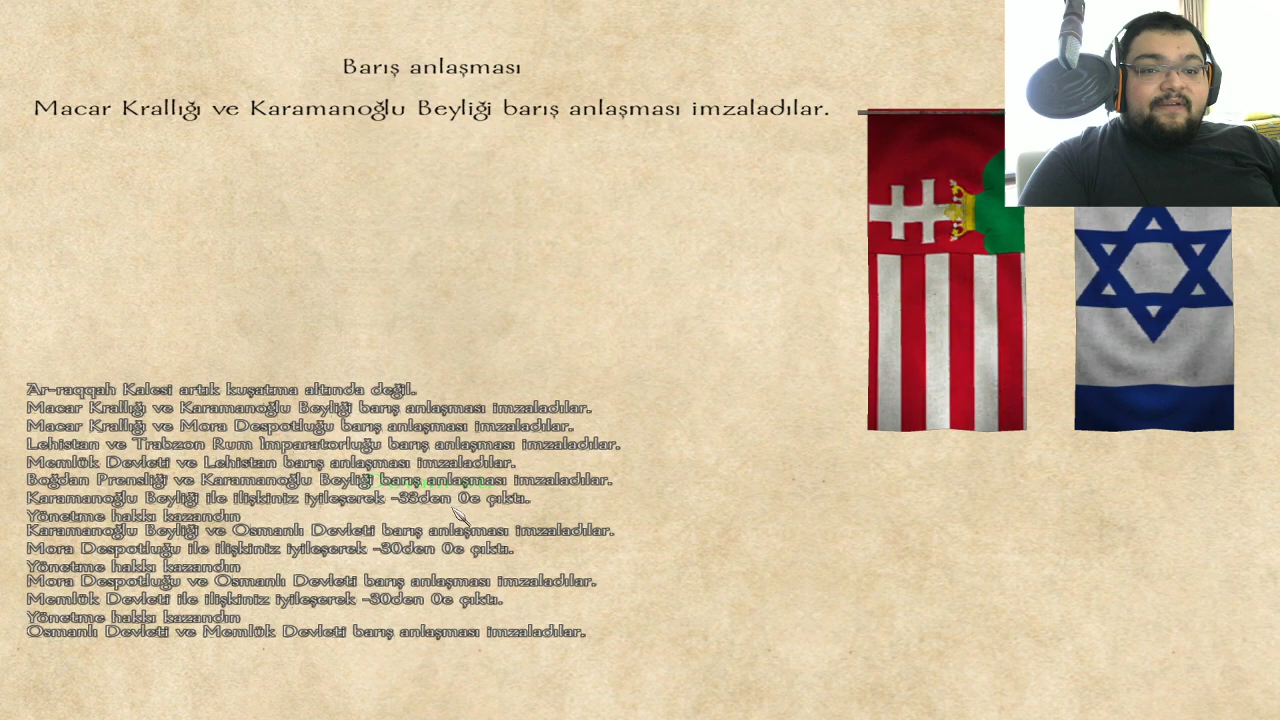 Barış anlaşması
Macar Krallığı ve Karamanoğlu Beyliği barış anlaşması imzaladılar.
Ar-raqqah Kalesi artık kuşatma altında değil.
Macar Krallığı ve Karamanoğlu Beyliği barış anlaşması imzaladılar.
Macar Krallığı ve Mora Despotluğu barış anlaşması imzaladılar.
Lehistan ve Trabzon Rum İmparatorluğu barış anlaşması imzaladılar.
Memlûk Devleti ve Lehistan barış anlaşması imzaladılar.
Boğdan Prensliği ve Karamanoğlu Beyliği barış anlaşması imzaladılar.
Karamanoğlu Beyliği ile ilişkiniz iyileşerek -33den 0e çıktı.
Yönetme hakkı kazandın
Karamanoğlu Beyliği ve Osmanlı Devleti barış anlaşması imzaladılar.
Mora Despotluğu ile ilişkiniz iyileşerek -30den 0e çıktı.
Yönetme hakkı kazandın
Mora Despotluğu ve Osmanlı Devleti barış anlaşması imzaladılar.
Memlûk Devleti ile ilişkiniz iyileşerek -30den 0e çıktı.
Yönetme hakkı kazandın
Osmanlı Devleti ve Memlûk Devleti barış anlaşması imzaladılar.